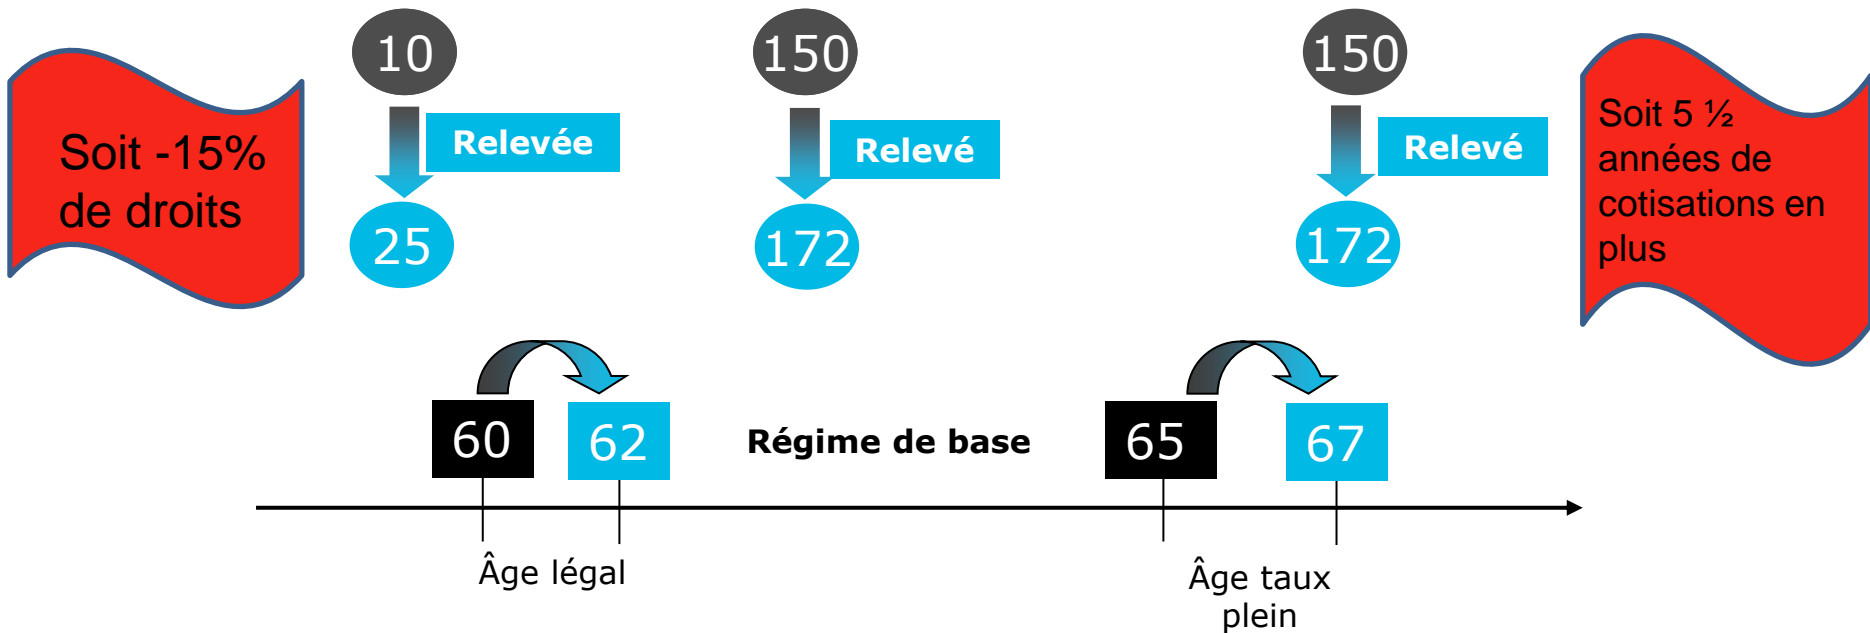 Soit -15%
de droits
10
Relevée
25
150
Relevé
172
150
Relevé
172
Soit 5 ½
années de
cotisations en
plus
60
62
Régime de base
65
67
Âge légal
Âge taux
plein